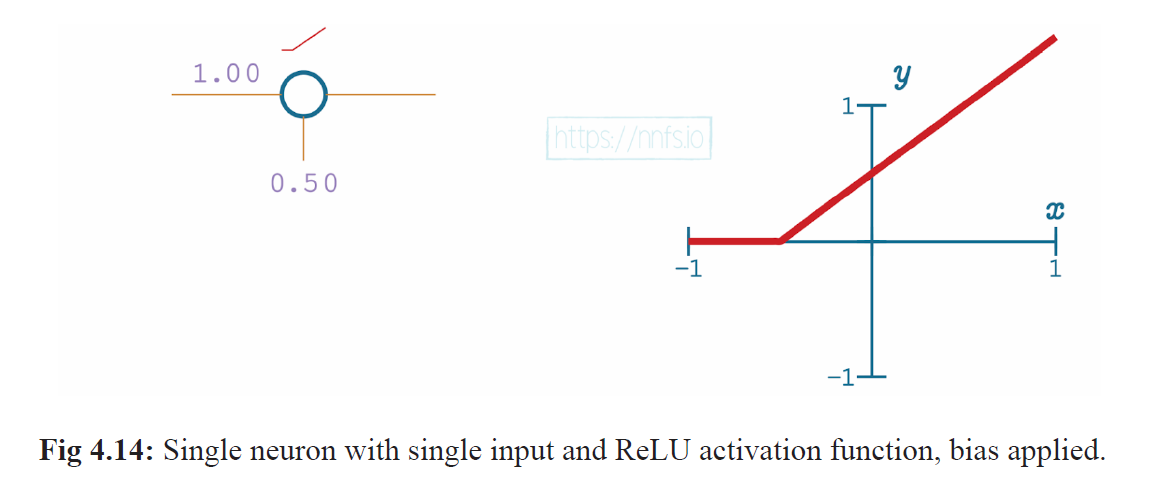 1.00
0.50
https://nnfs.io
y
1
x
-1
1
-1
Fig 4.14: Single neuron with single input and ReLU activation function, bias applied.